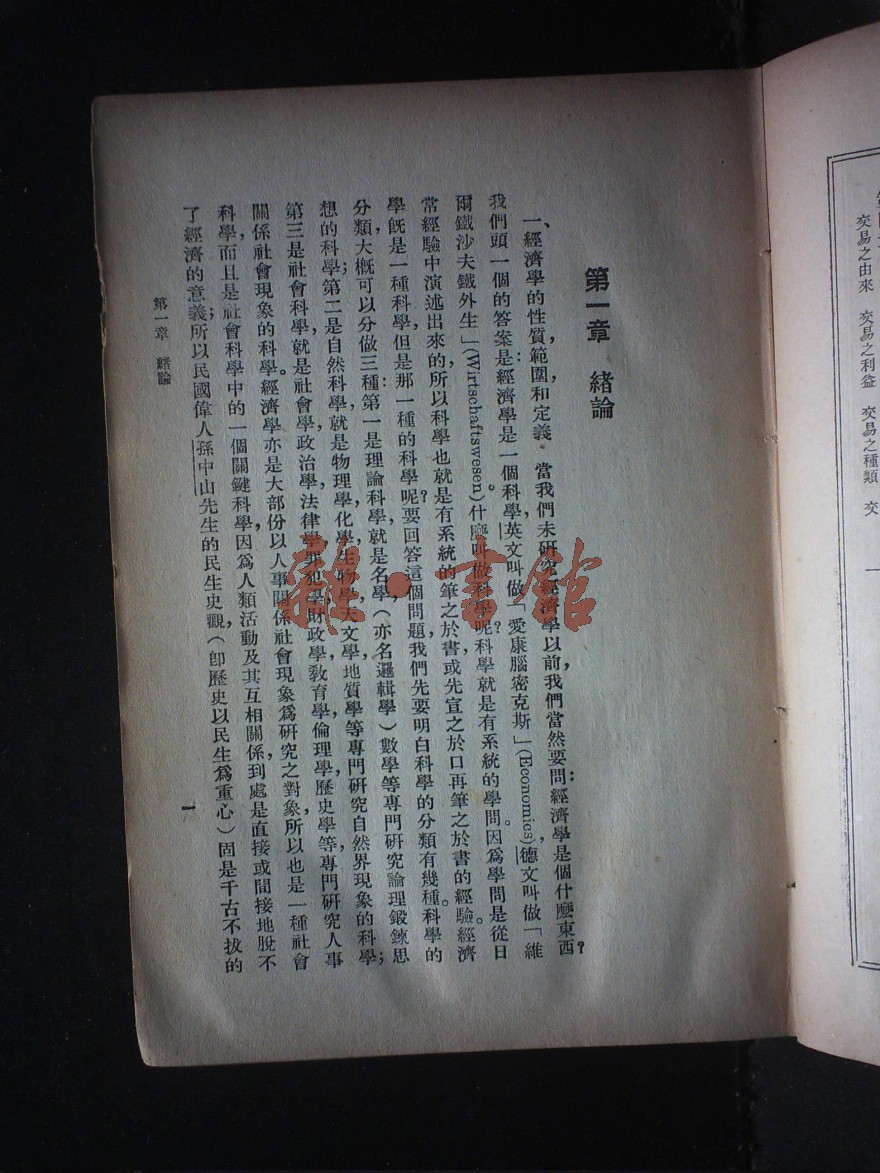 第一章　緒論
一、經濟學的性質，範圍和定義　當我們未研究經濟學以前，我們當然要問：經濟學是個什麽東西？
我們頭一個的答案是：經濟學是一個科學。英文叫做「愛康腦密克斯」(Economics)，德文叫做「維
爾鐵沙夫鐵外生」(Wirtschaftswesen)什麽叫做科學呢？科學就是有系統的學問。因爲學問是從日
常經驗中演述出來的，所以科學也就是有系統的筆之於書或先宣之於口再筆之於書的經驗。經濟
學旣是一種科學，但是那一種的科學呢？要回答這個問題，我們先要明白科學的分類有幾種。科學的
分類，大槪可以分做三種：第一是理論科學，就是名學（亦名邏輯學）數學等專門硏究論理鍛鍊思
想的科學；第二是自然科學，就是物理學，化學，生物學，天文學，地質學等專門硏究自然界現象的科學；
第三是社會科學，就是社會學，政治學，法律學，罪犯學，財政學，敎育學，倫理學，歷史學等，專門硏究人事
關係社會現象的科學。經濟學亦是大部份以人事關係社會現象爲硏究之對象，所以也是一種社會
科學，而且是社會科學中的一個關鍵科學，因爲人類活動及其互相關係，到處是直接或間接地脫不
了經濟的意義；所以民國偉人孫中山先生的民生史觀，（卽歷史以民生爲重心）固是千古不拔的
第一章　緒論
一
交易之由來　交易之利益　交易之種類　交
雜·書館